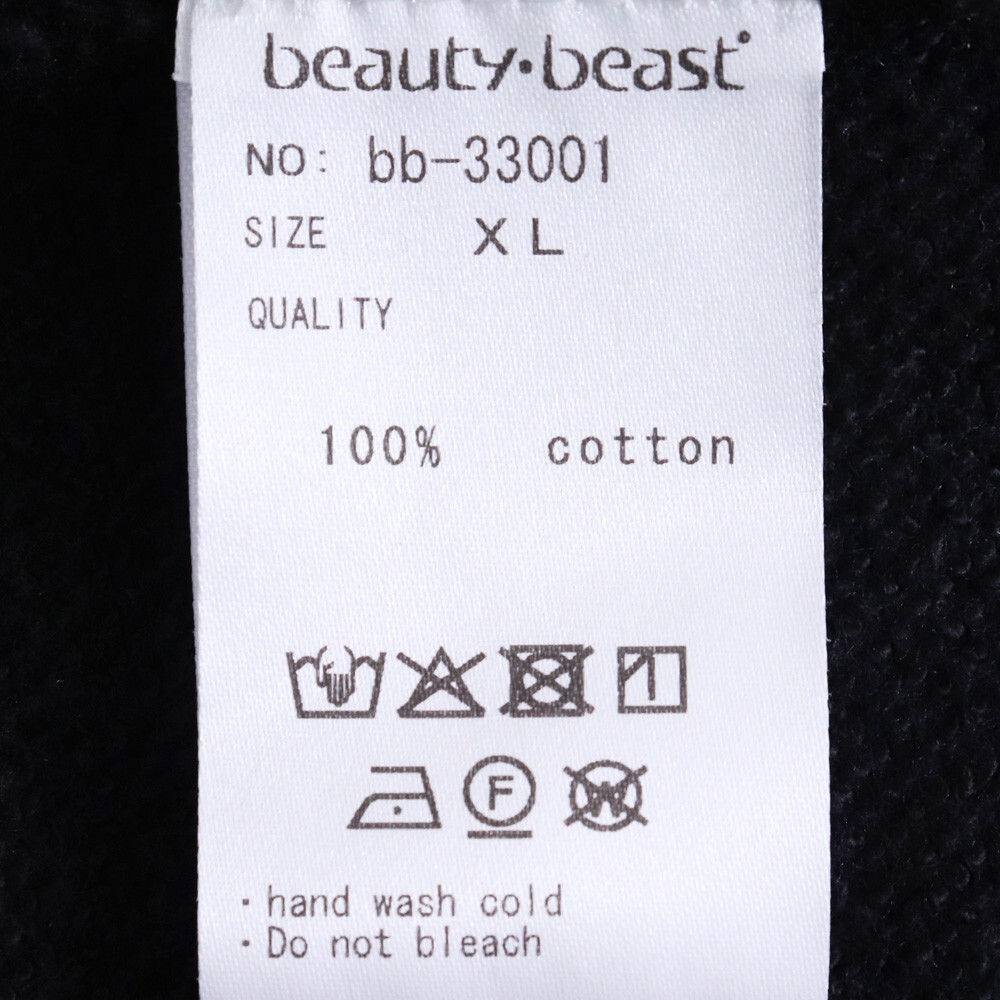 beauty·beast
NO: bb-33001
SIZE XL
QUALITY
100% cotton
F
W
・hand wash cold
・Do not bleach